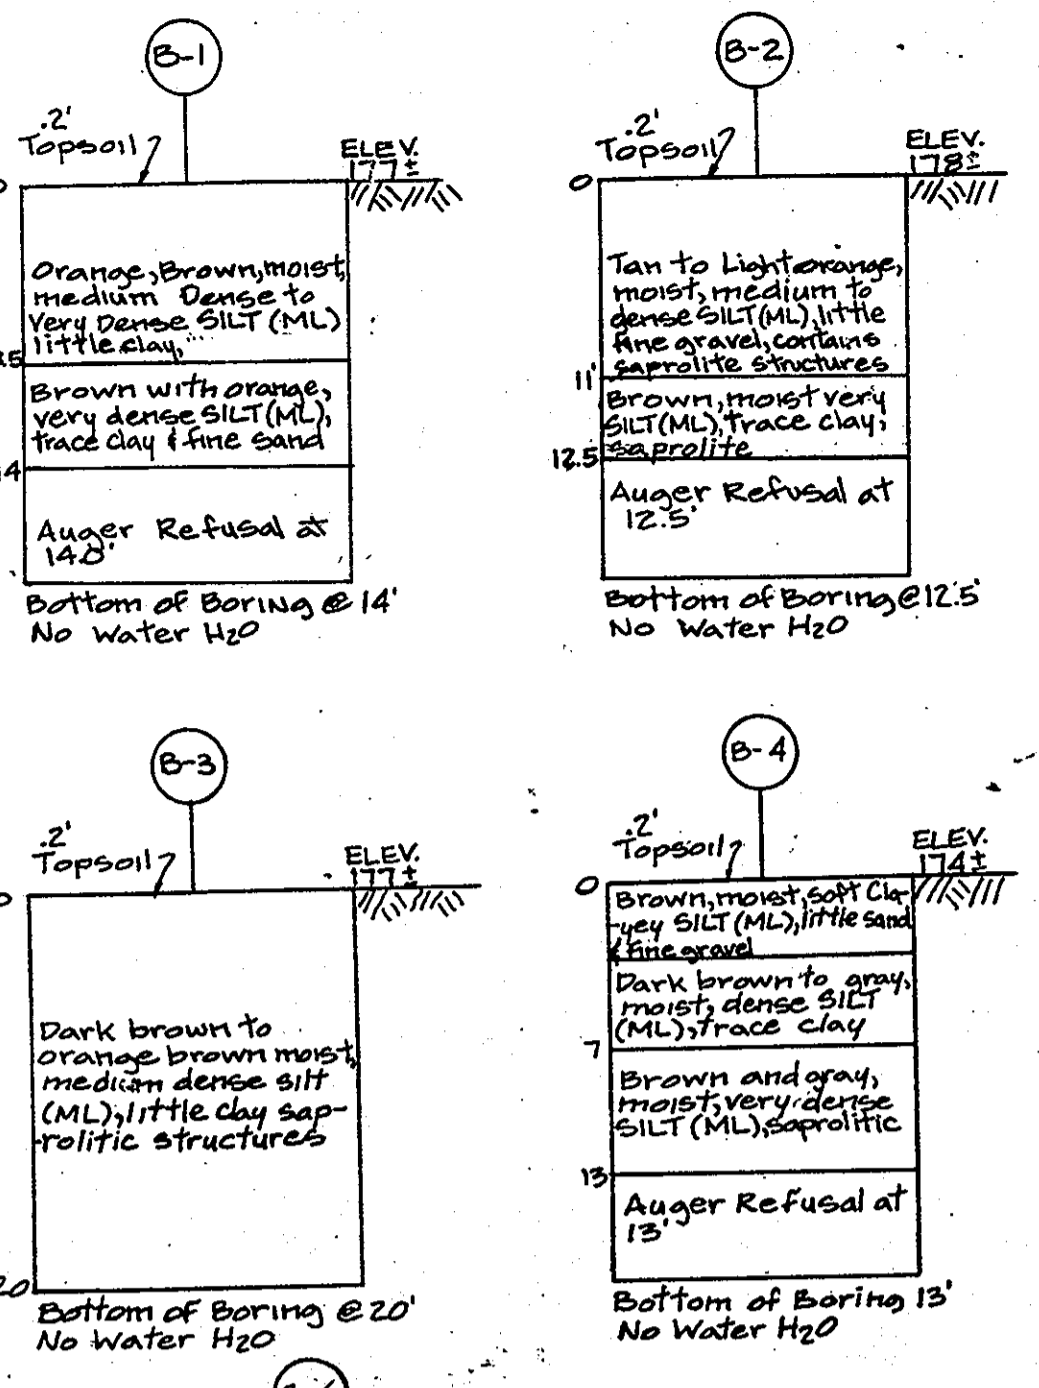 B-1
.2'
Topsoil
ELEV.
177±
Orange, Brown, moist,
medium Dense to
Very Dense SILT (ML)
little clay,
5
Brown with orange,
very dense SILT (ML),
trace clay & fine sand
4
Auger Refusal at
14.0'
Bottom of Boring @ 14'
No Water H2O
B-2
.2'
Topsoil
ELEV.
178±
0
Tan to Light orange,
moist, medium to
dense SILT (ML), little
fine gravel, contains
saprolite structures
11'
Brown, moist very
SILT (ML), trace clay,
saprolite
12.5
Auger Refusal at
12.5'
Bottom of Boring @ 12.5'
No Water H2O
B-3
.2'
Topsoil
ELEV.
177±
0
Dark brown to
orange brown moist,
medium dense silt
(ML), little clay sap-
rolitic structures
20
Bottom of Boring @ 20'
No Water H2O
B-4
.2'
Topsoil
ELEV.
174±
0
Brown, moist, soft Cla-
yey SILT (ML), little sand
& fine gravel
Dark brown to gray,
moist, dense SILT
(ML), trace clay
7
Brown and gray,
moist, very dense
SILT (ML), saprolitic
13
Auger Refusal at
13'
Bottom of Boring 13'
No Water H2O